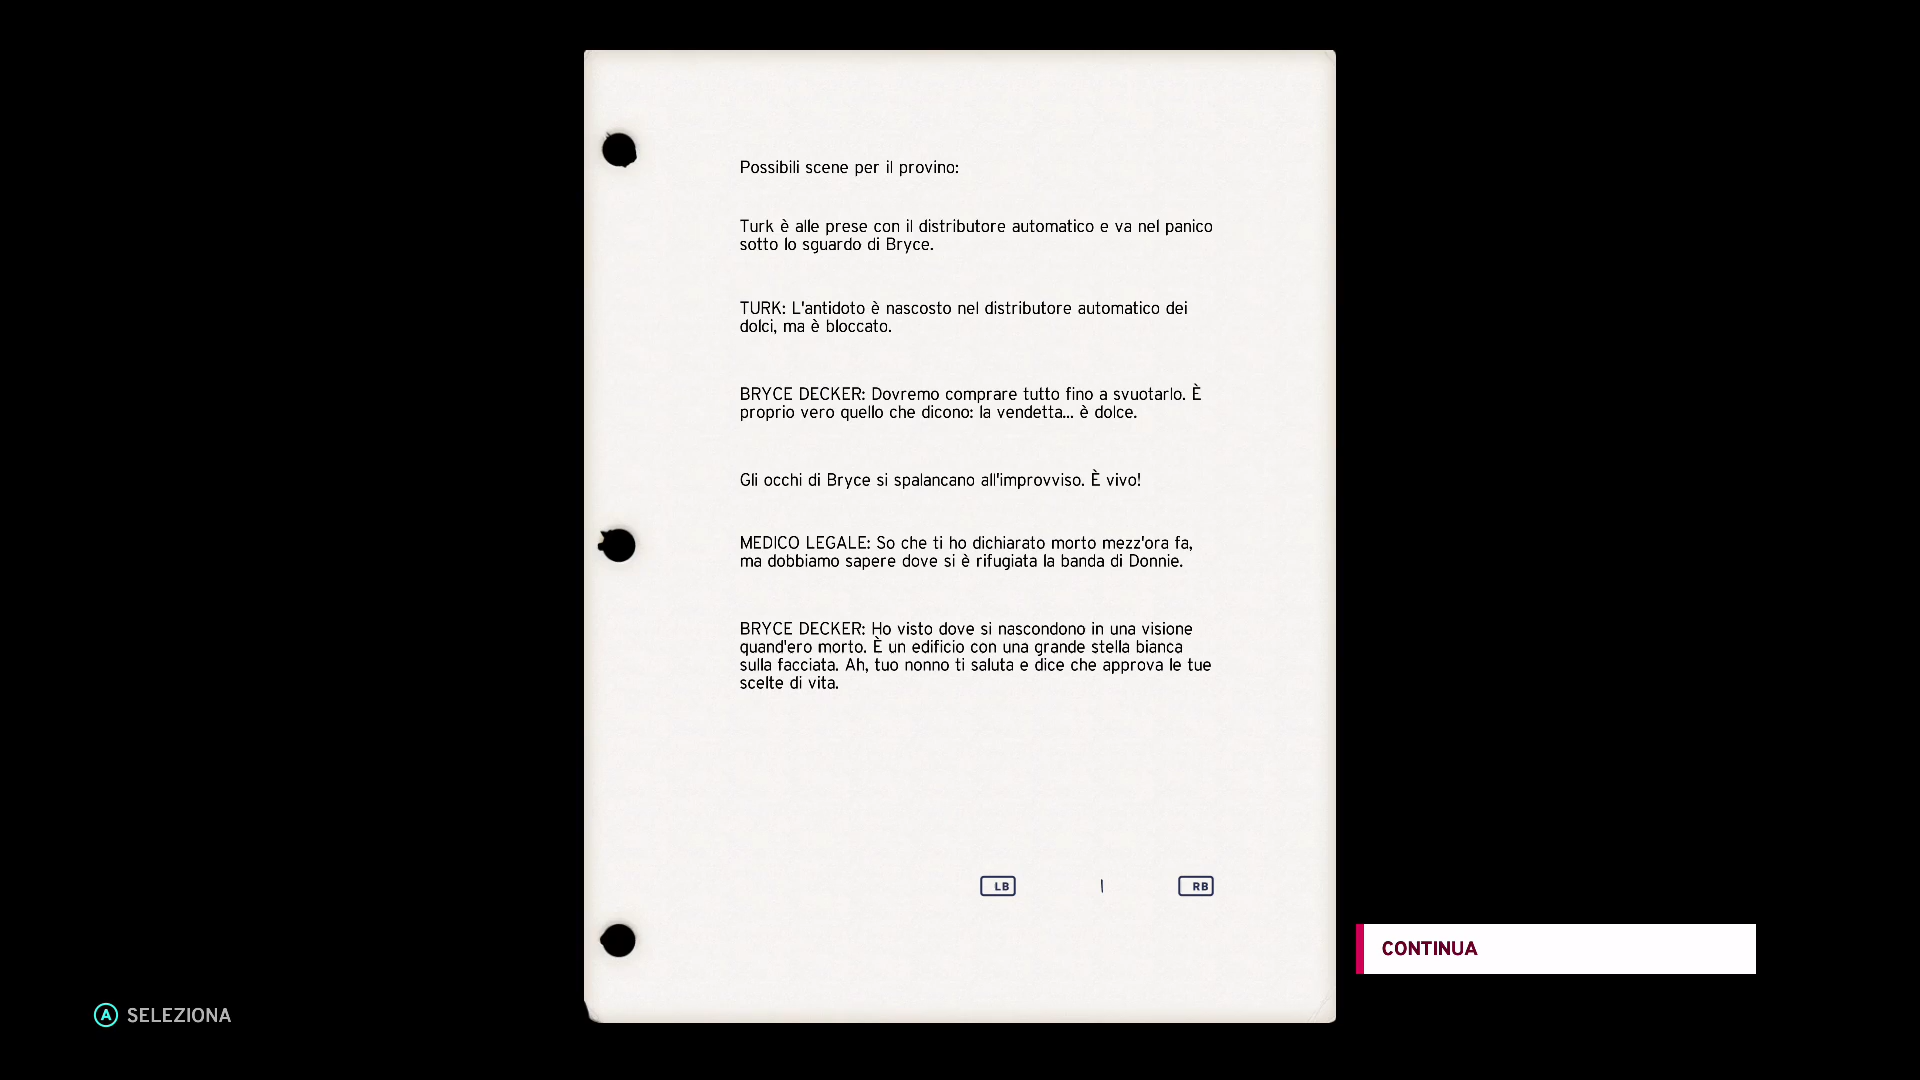 Possibili scene per il provino:
Turk è alle prese con il distributore automatico e va nel panico
sotto lo sguardo di Bryce.
TURK: L'antidoto è nascosto nel distributore automatico dei
dolci, ma è bloccato.
BRYCE DECKER: Dovremo comprare tutto fino a svuotarlo. È
proprio vero quello che dicono: la vendetta... è dolce.
Gli occhi di Bryce si spalancano all'improvviso. È vivo!
MEDICO LEGALE: So che ti ho dichiarato morto mezz'ora fa,
ma dobbiamo sapere dove si è rifugiata la banda di Donnie.
BRYCE DECKER: Ho visto dove si nascondono in una visione
quand'ero morto. È un edificio con una grande stella bianca
sulla facciata. Ah, tuo nonno ti saluta e dice che approva le tue
scelte di vita.
LB 1 RB
CONTINUA
A SELEZIONA